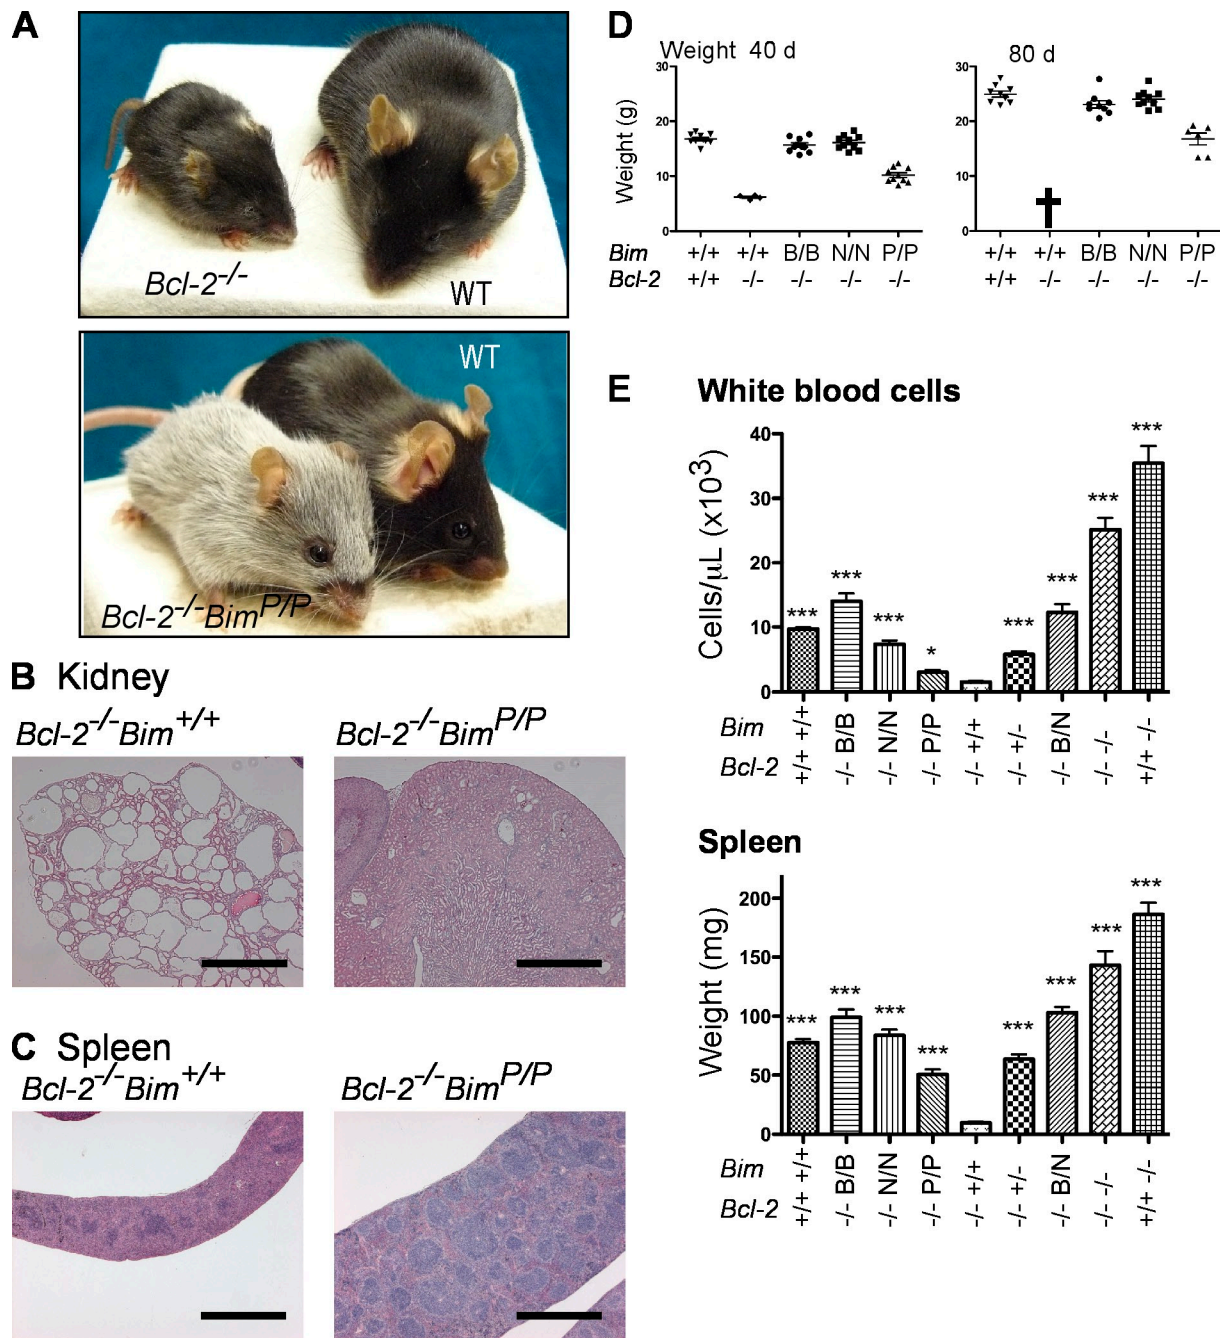 A
Bcl-2-/-
WT
WT
Bcl-2-/-BimP/P
B Kidney
Bcl-2-/-Bim+/+
Bcl-2-/-BimP/P
C Spleen
Bcl-2-/-Bim+/+
Bcl-2-/-BimP/P
D
Weight 40 d
80 d
Weight (g)
30
20
10
0
30
20
10
0
Bim +/+ +/+ B/B N/N P/P
Bcl-2 +/+ -/- -/- -/- -/-
+/+ +/+ B/B N/N P/P
+/+ -/- -/- -/- -/-
E White blood cells
Cells/μL (x103)
40
30
20
10
0
*** *** *** * *** *** *** ***
Bim +/+ B/B N/N P/P +/+ +/- B/N -/- -/-
Bcl-2 +/+ -/- -/- -/- -/- -/- -/- -/- +/+
Spleen
Weight (mg)
200
150
100
50
0
*** *** *** *** *** *** *** ***
Bim +/+ B/B N/N P/P +/+ +/- B/N -/- -/-
Bcl-2 +/+ -/- -/- -/- -/- -/- -/- -/- +/+